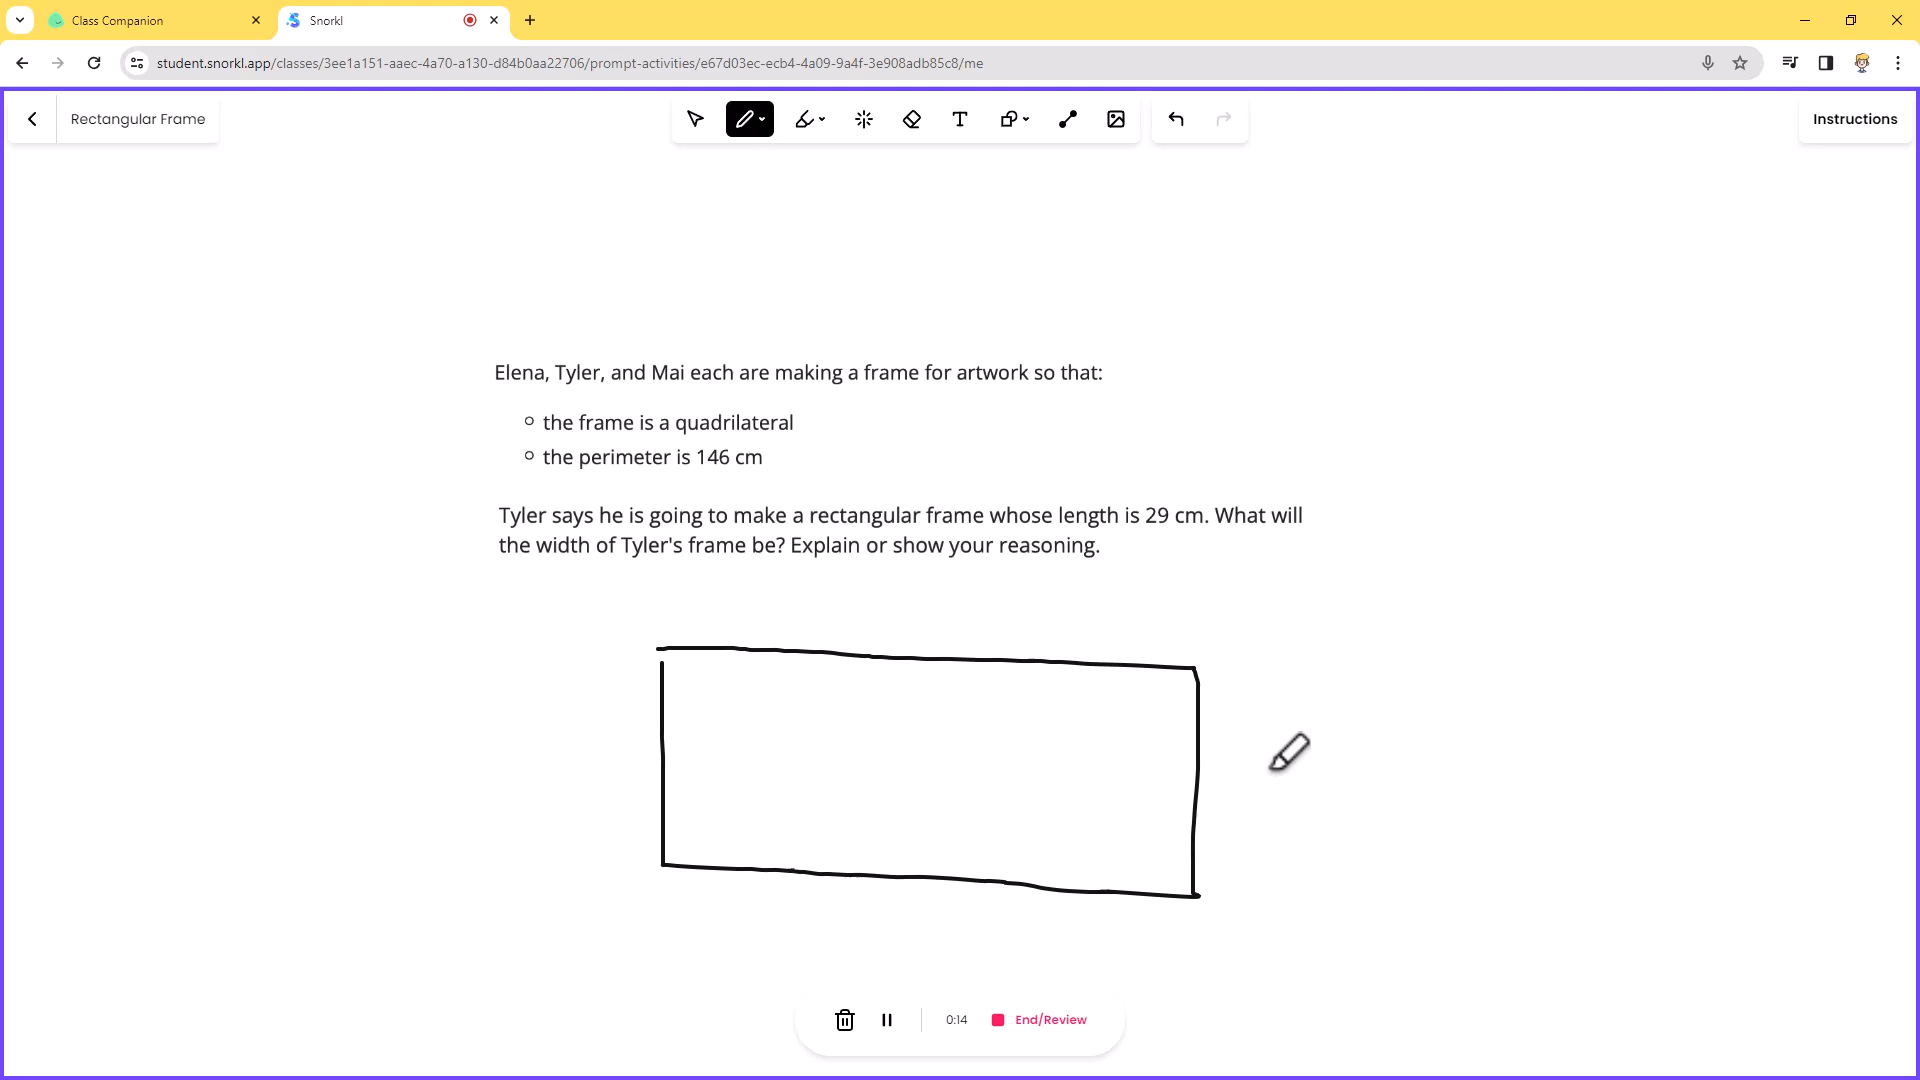 Class Companion
Snorkl
student.snorkl.app/classes/3ee1a151-aaec-4a70-a130-d84b0aa22706/prompt-activities/e67d03ec-ecb4-4a09-9a4f-3e908adb85c8/me
Rectangular Frame
Instructions
Elena, Tyler, and Mai each are making a frame for artwork so that:
the frame is a quadrilateral
the perimeter is 146 cm
Tyler says he is going to make a rectangular frame whose length is 29 cm. What will
the width of Tyler's frame be? Explain or show your reasoning.
0:14
End/Review